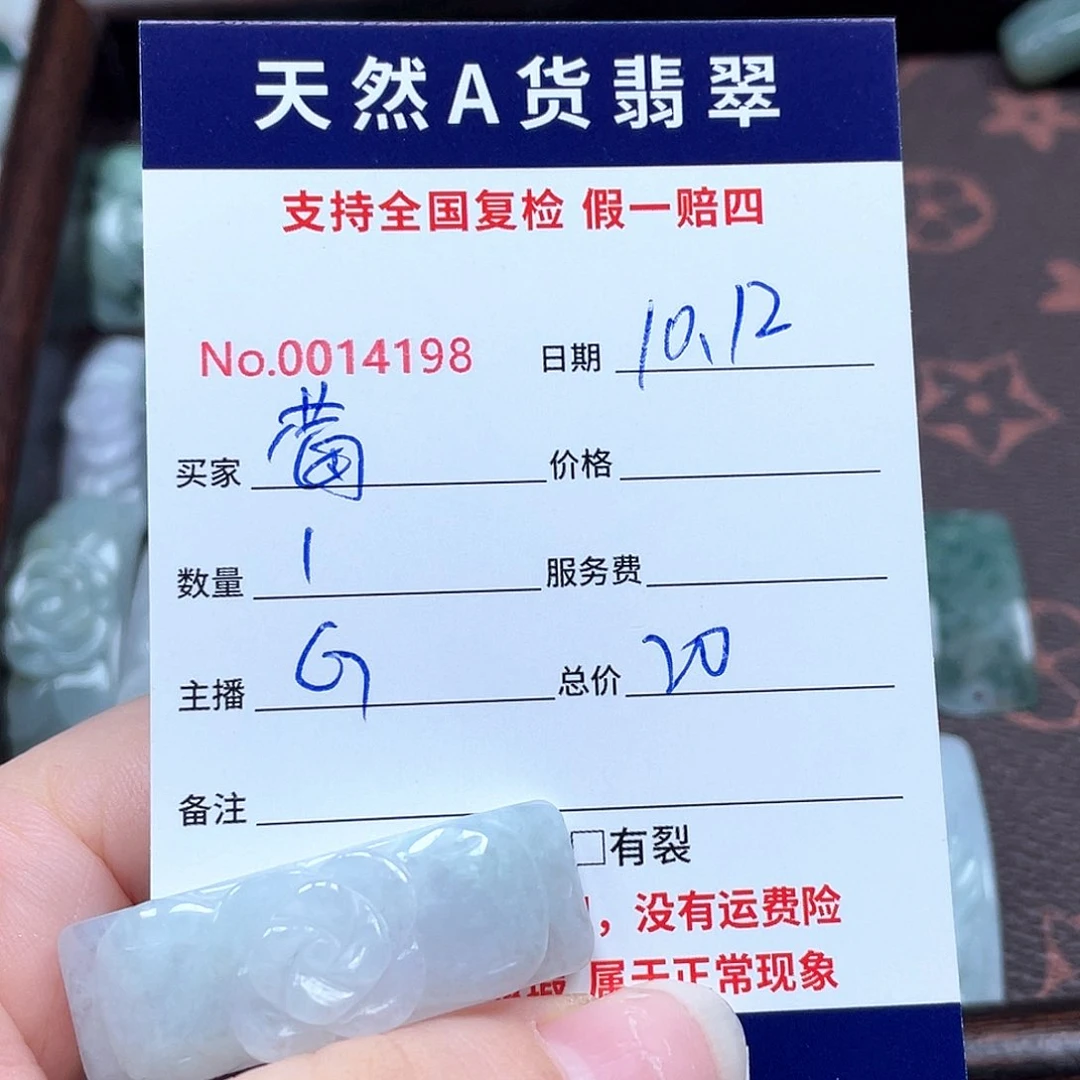 天然A货翡翠
支持全国复检 假一赔四
No.0014198 日期 10、12
买家 价格
数量 1 服务费
主播 G 总价 20
备注
□有裂
，没有运费险
属于正常现象